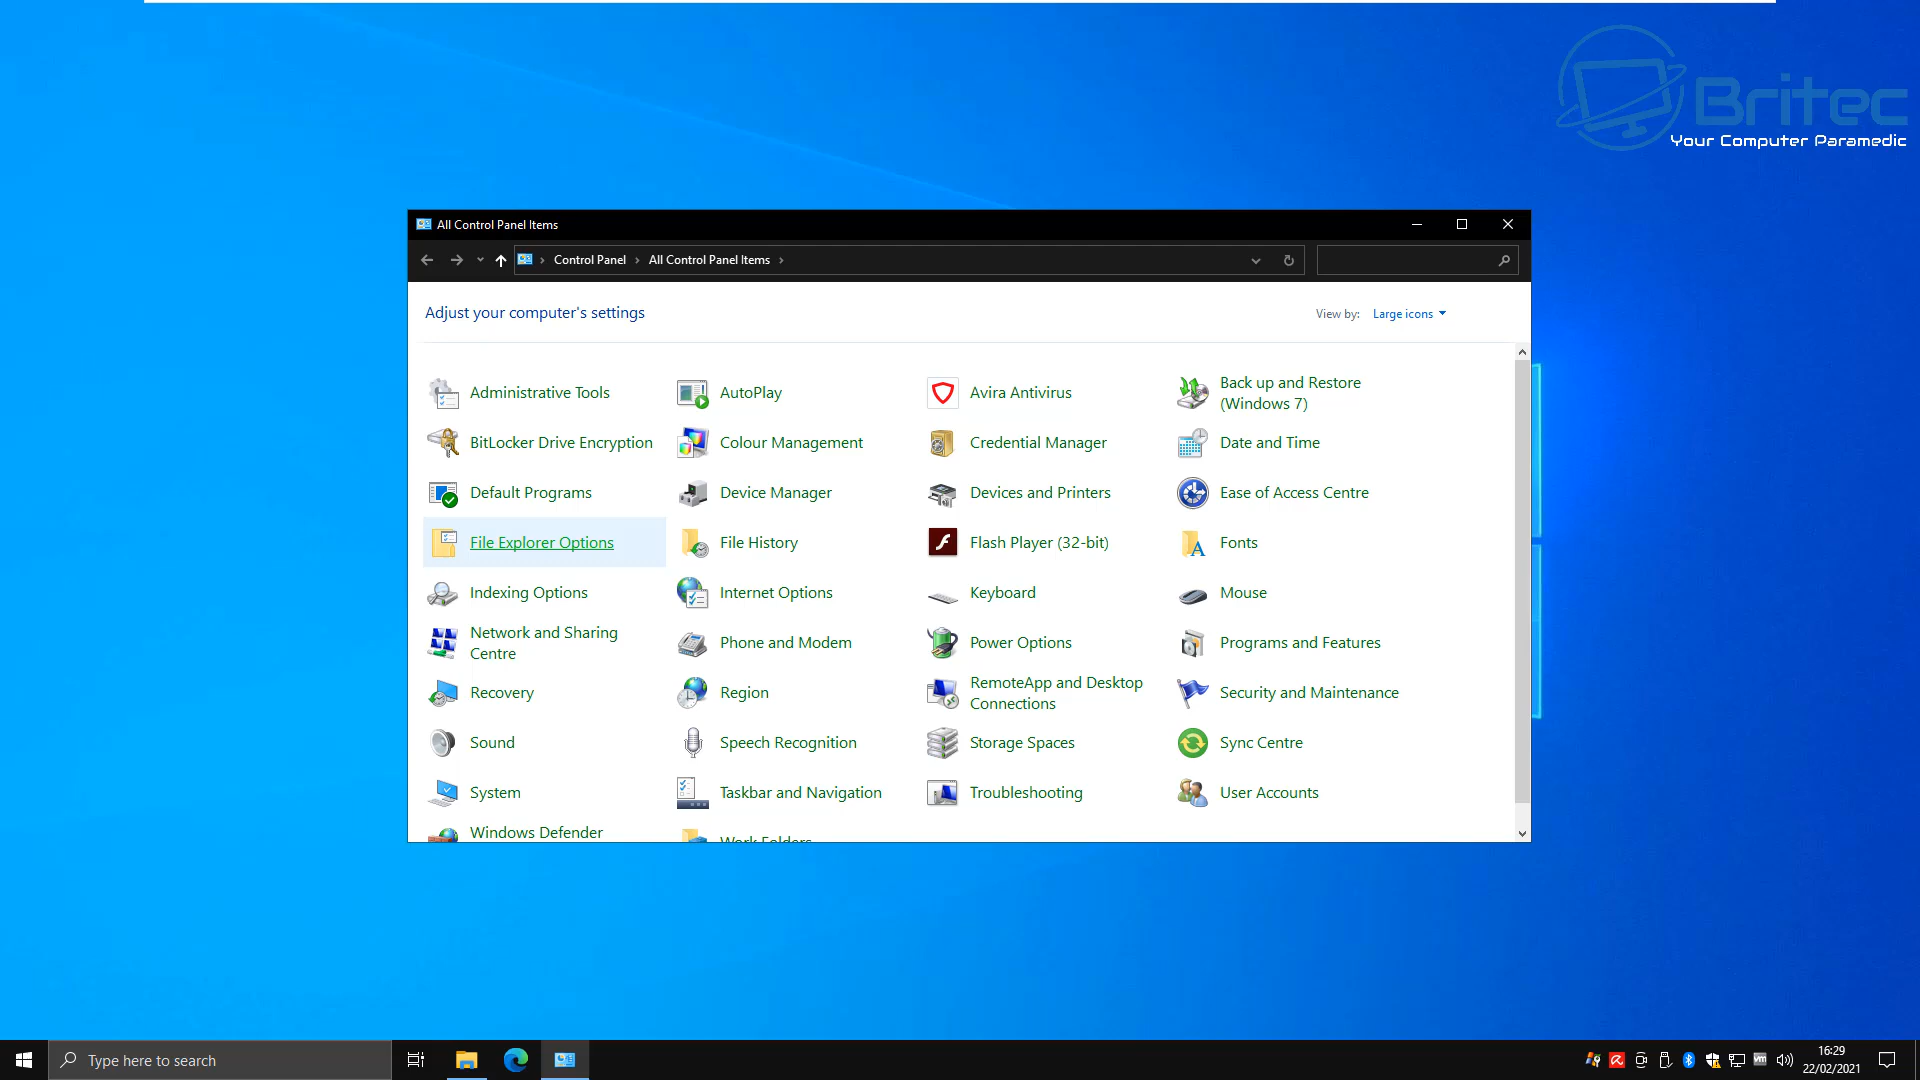 Britec
Your Computer Paramedic
All Control Panel Items
Control Panel
All Control Panel Items
Adjust your computer's settings
View by:
Large icons
Administrative Tools
AutoPlay
Avira Antivirus
Back up and Restore
(Windows 7)
BitLocker Drive Encryption
Colour Management
Credential Manager
Date and Time
Default Programs
Device Manager
Devices and Printers
Ease of Access Centre
File Explorer Options
File History
Flash Player (32-bit)
Fonts
Indexing Options
Internet Options
Keyboard
Mouse
Network and Sharing
Centre
Phone and Modem
Power Options
Programs and Features
Recovery
Region
RemoteApp and Desktop
Connections
Security and Maintenance
Sound
Speech Recognition
Storage Spaces
Sync Centre
System
Taskbar and Navigation
Troubleshooting
User Accounts
Windows Defender
Work Folders
Type here to search
16:29
22/02/2021